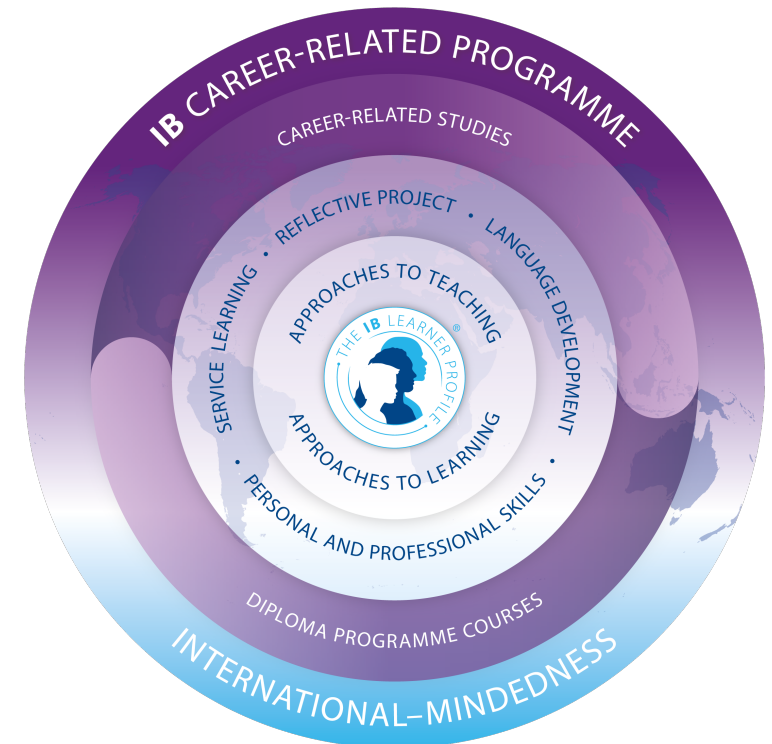 IB CAREER-RELATED PROGRAMME
CAREER-RELATED STUDIES
SERVICE LEARNING • REFLECTIVE PROJECT • LANGUAGE DEVELOPMENT •
APPROACHES TO TEACHING
THE IB LEARNER PROFILE ®
APPROACHES TO LEARNING
• PERSONAL AND PROFESSIONAL SKILLS
DIPLOMA PROGRAMME COURSES
INTERNATIONAL–MINDEDNESS